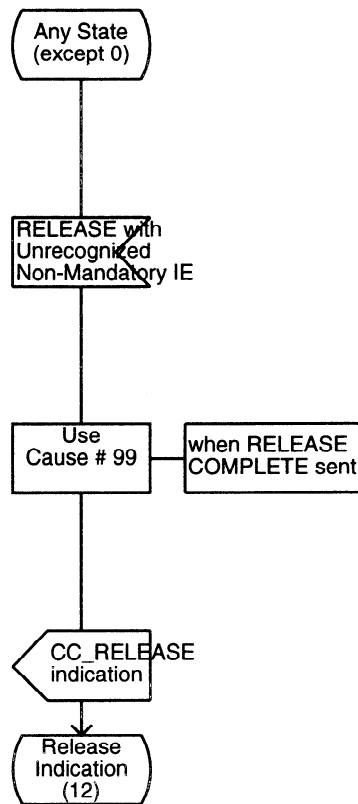 Any State
(except 0)
RELEASE with
Unrecognized
Non-Mandatory IE
Use
Cause # 99
when RELEASE
COMPLETE sent
CC_RELEASE
indication
Release
Indication
(12)